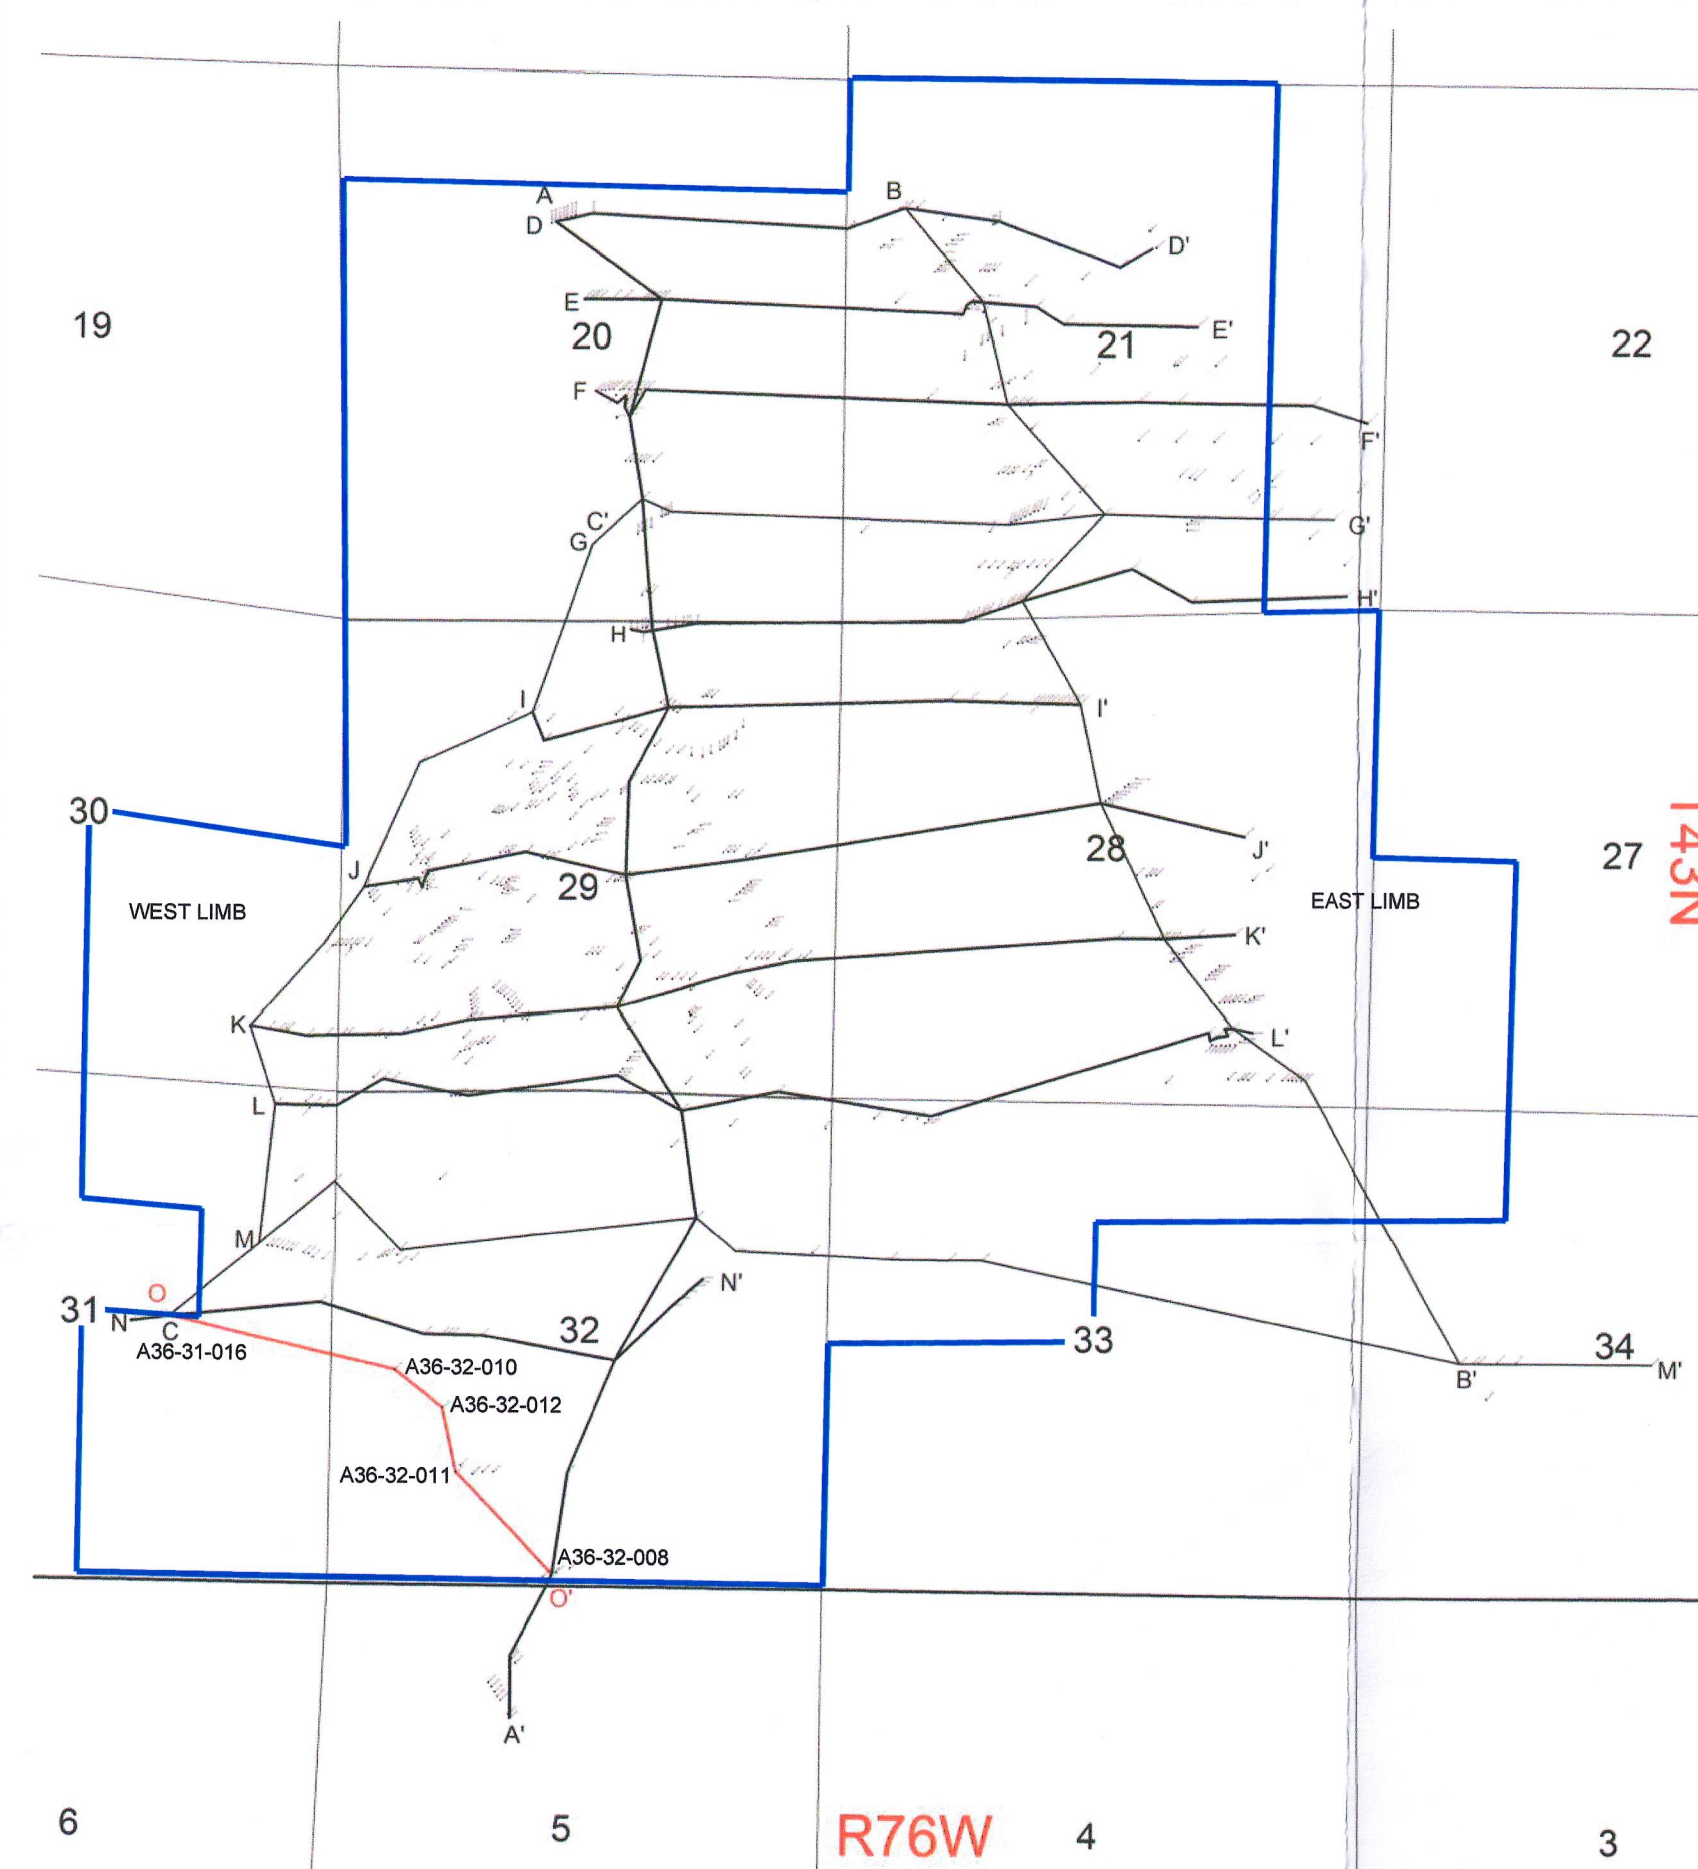 A
B
D
D'
E
E'
19
20
21
22
F
F'
C'
G
G'
H
H'
I
I'
30
J
J'
28
27
T43N
29
WEST LIMB
EAST LIMB
K
K'
L
L'
M
N'
O
31
N
C
32
33
34
A36-31-016
A36-32-010
B'
M'
A36-32-012
A36-32-011
A36-32-008
O'
A'
6
5
R76W
4
3